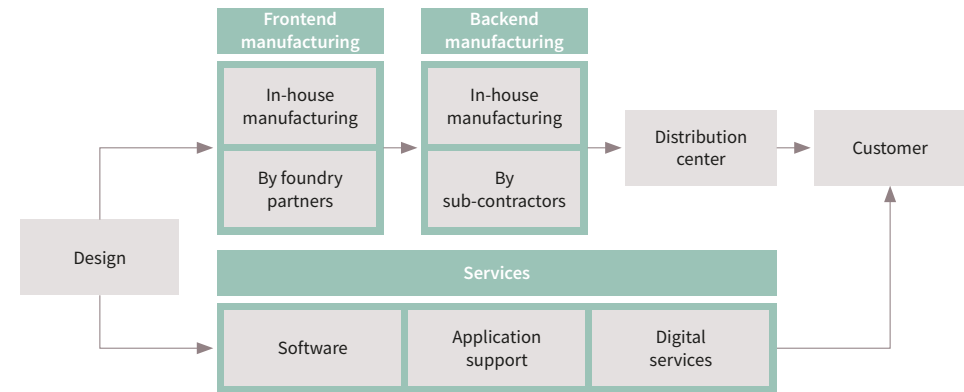 Frontend
manufacturing
Backend
manufacturing
In-house
manufacturing
In-house
manufacturing
By foundry
partners
By
sub-contractors
Distribution
center
Customer
Design
Services
Software
Application
support
Digital
services